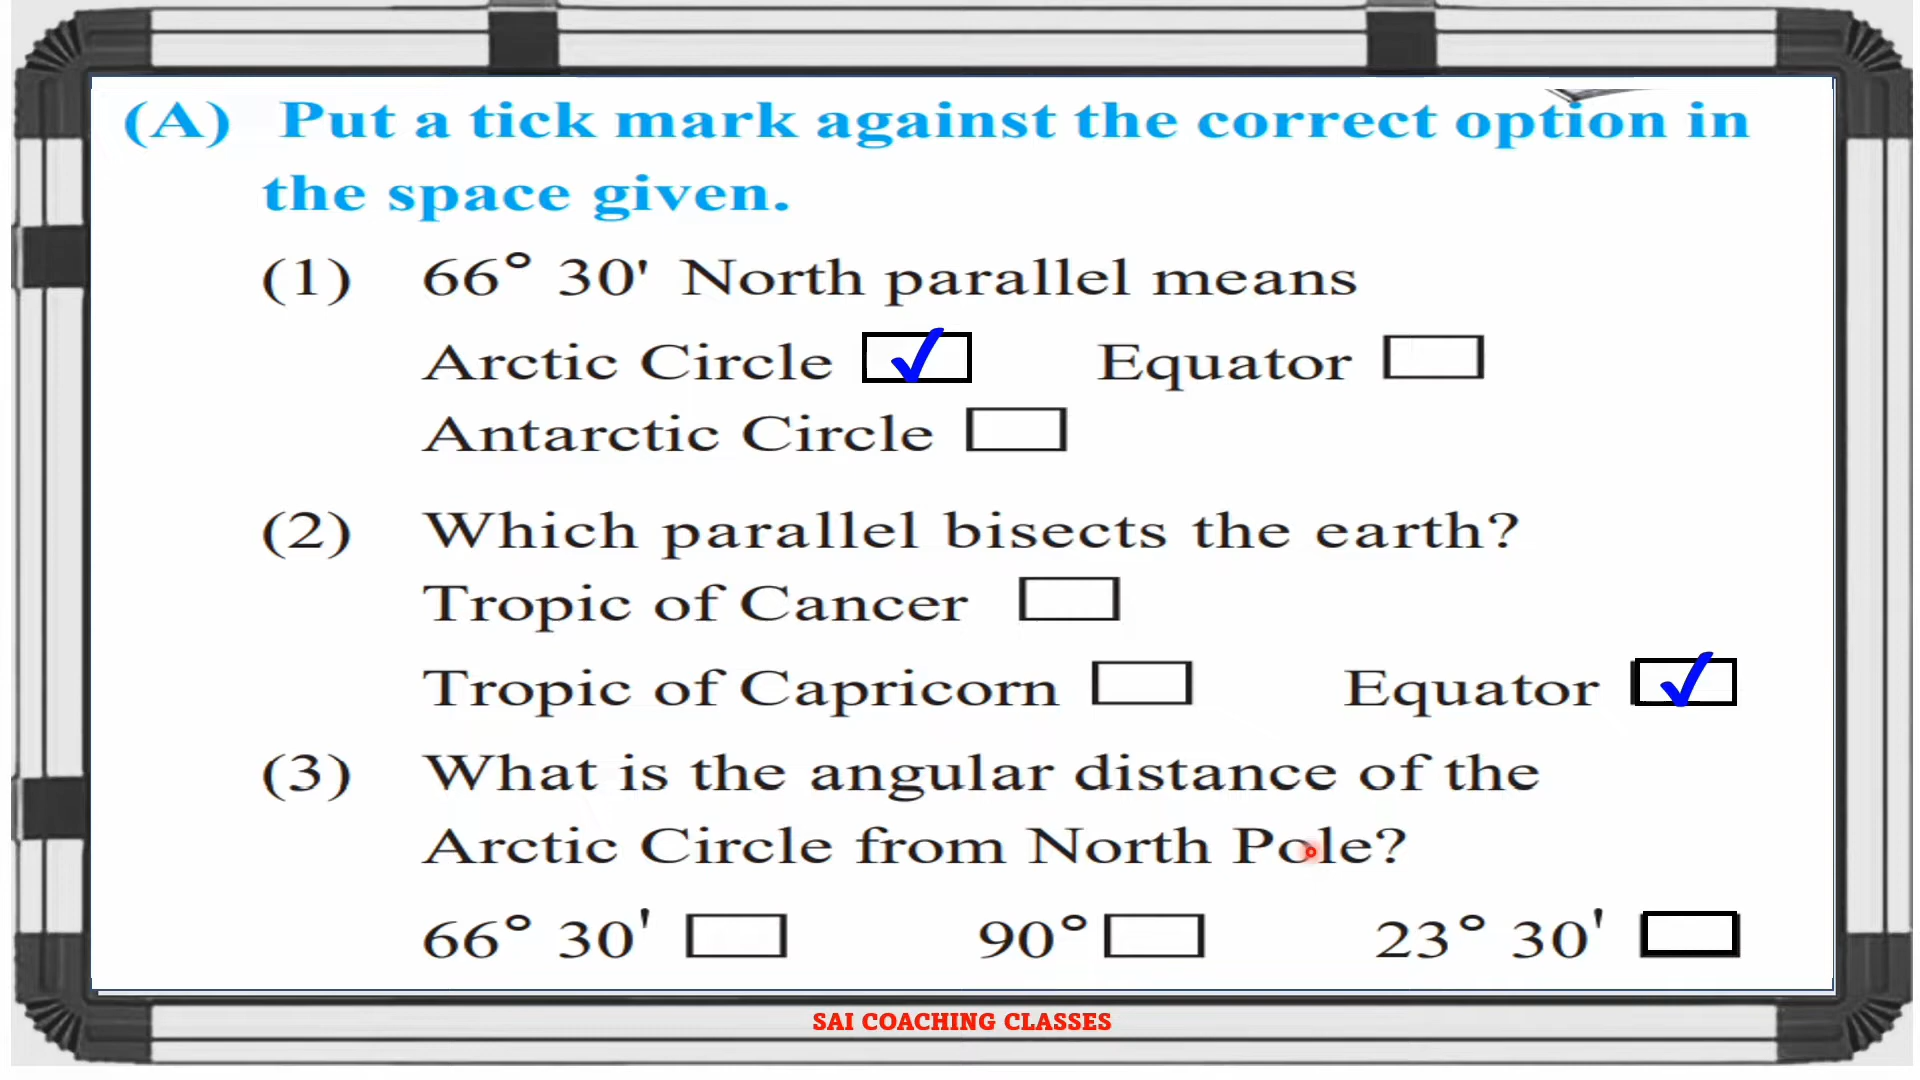 (A) Put a tick mark against the correct option in
the space given.
(1) 66° 30' North parallel means
Arctic Circle ✓ Equator
Antarctic Circle
(2) Which parallel bisects the earth?
Tropic of Cancer
Tropic of Capricorn Equator ✓
(3) What is the angular distance of the
Arctic Circle from North Pole?
66° 30' 90° 23° 30'
SAI COACHING CLASSES